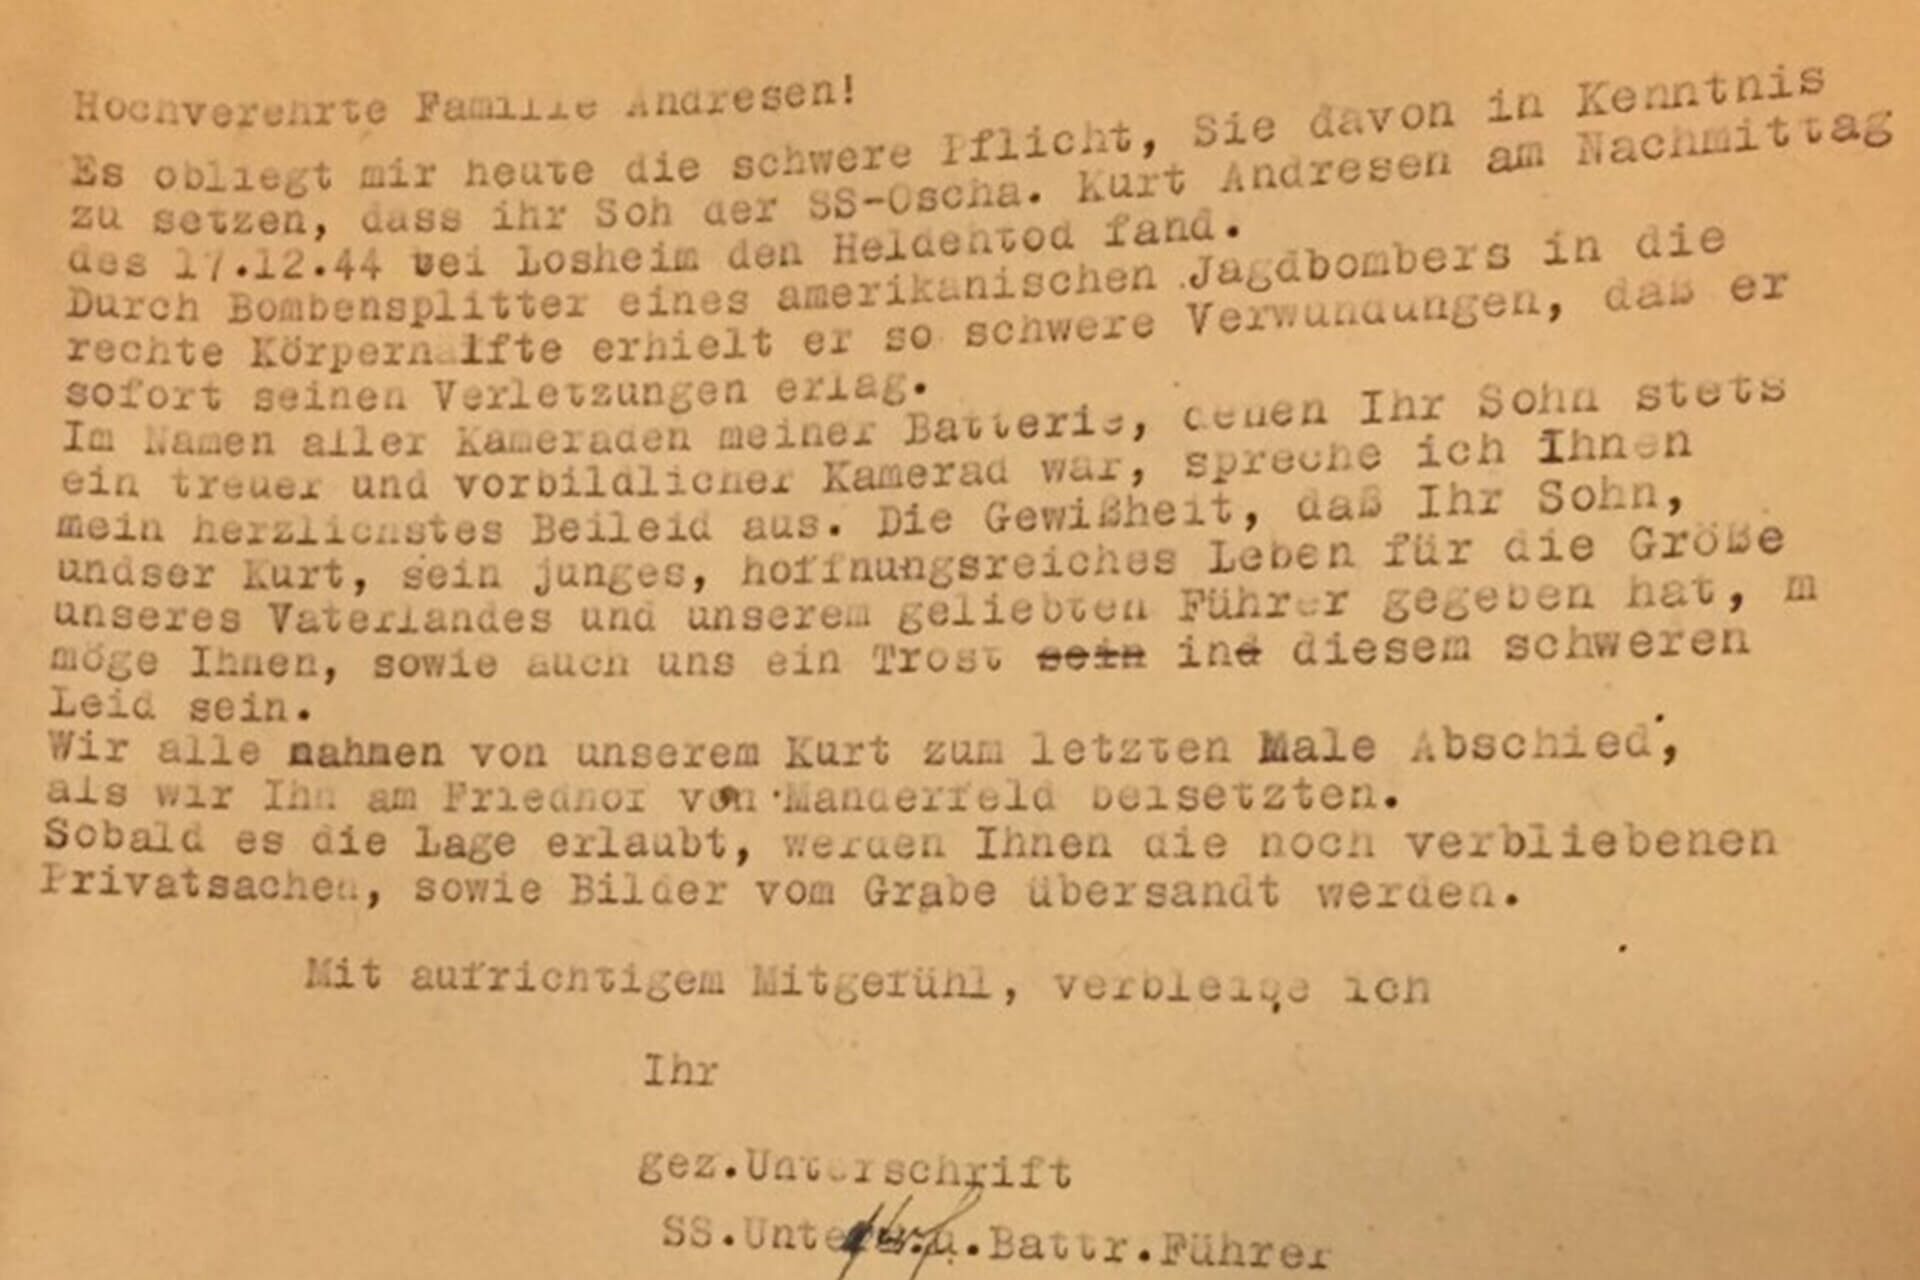 Hochverehrte Familie Andresen!
Es obliegt mir heute die schwere Pflicht, Sie davon in Kenntnis
zu setzen, dass ihr Soh der SS-Oscha. Kurt Andresen am Nachmittag
des 17.12.44 bei Losheim den Heldentod fand.
Durch Bombensplitter eines amerikanischen Jagdbombers in die
rechte Körperhälfte erhielt er so schwere Verwundungen, daß er
sofort seinen Verletzungen erlag.
Im Namen aller Kameraden meiner Batterie, denen Ihr Sohn stets
ein treuer und vorbildlicher Kamerad war, spreche ich Ihnen
mein herzlichstes Beileid aus. Die Gewißheit, daß Ihr Sohn,
undser Kurt, sein junges, hoffnungsreiches Leben für die Größe
unseres Vaterlandes und unserem geliebten Führer gegeben hat, m
möge Ihnen, sowie auch uns ein Trost sein ind diesem schweren
Leid sein.
Wir alle nahmen von unserem Kurt zum letzten Male Abschied,
als wir Ihn am Friedhof von Manderfeld beisetzten.
Sobald es die Lage erlaubt, werden Ihnen die noch verbliebenen
Privatsachen, sowie Bilder vom Grabe übersandt werden.
Mit aufrichtigem Mitgefühl, verbleibe ich
Ihr
gez.Unterschrift
SS. u.Battr.Führer